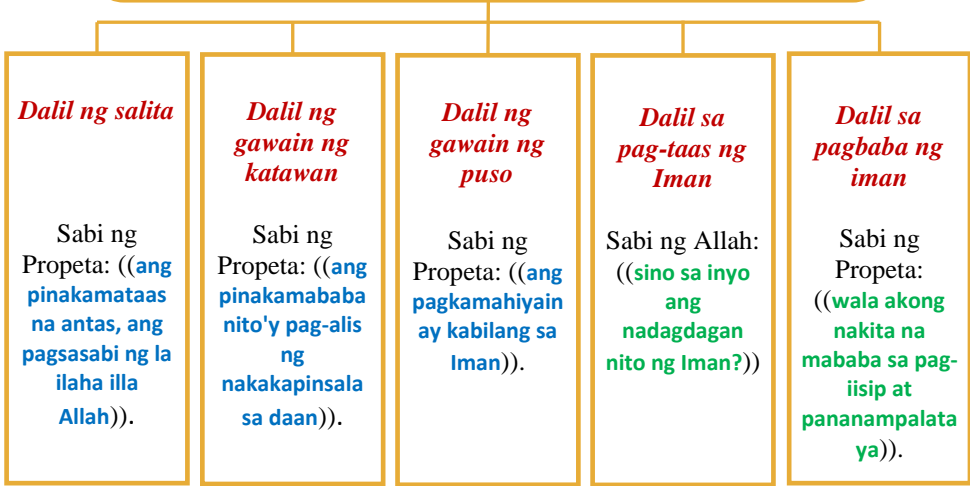 Dalil ng salita
Sabi ng
Propeta: ((ang
pinakamataas
na antas, ang
pagsasabi ng la
ilaha illa
Allah)).
Dalil ng
gawain ng
katawan
Sabi ng
Propeta: ((ang
pinakamababa
nito'y pag-alis
ng
nakakapinsala
sa daan)).
Dalil ng
gawain ng
puso
Sabi ng
Propeta: ((ang
pagkamahiyain
ay kabilang sa
Iman)).
Dalil sa
pag-taas ng
Iman
Sabi ng Allah:
((sino sa inyo
ang
nadagdagan
nito ng Iman?))
Dalil sa
pagbaba ng
iman
Sabi ng
Propeta:
((wala akong
nakita na
mababa sa pag-
iisip at
pananampalata
ya)).